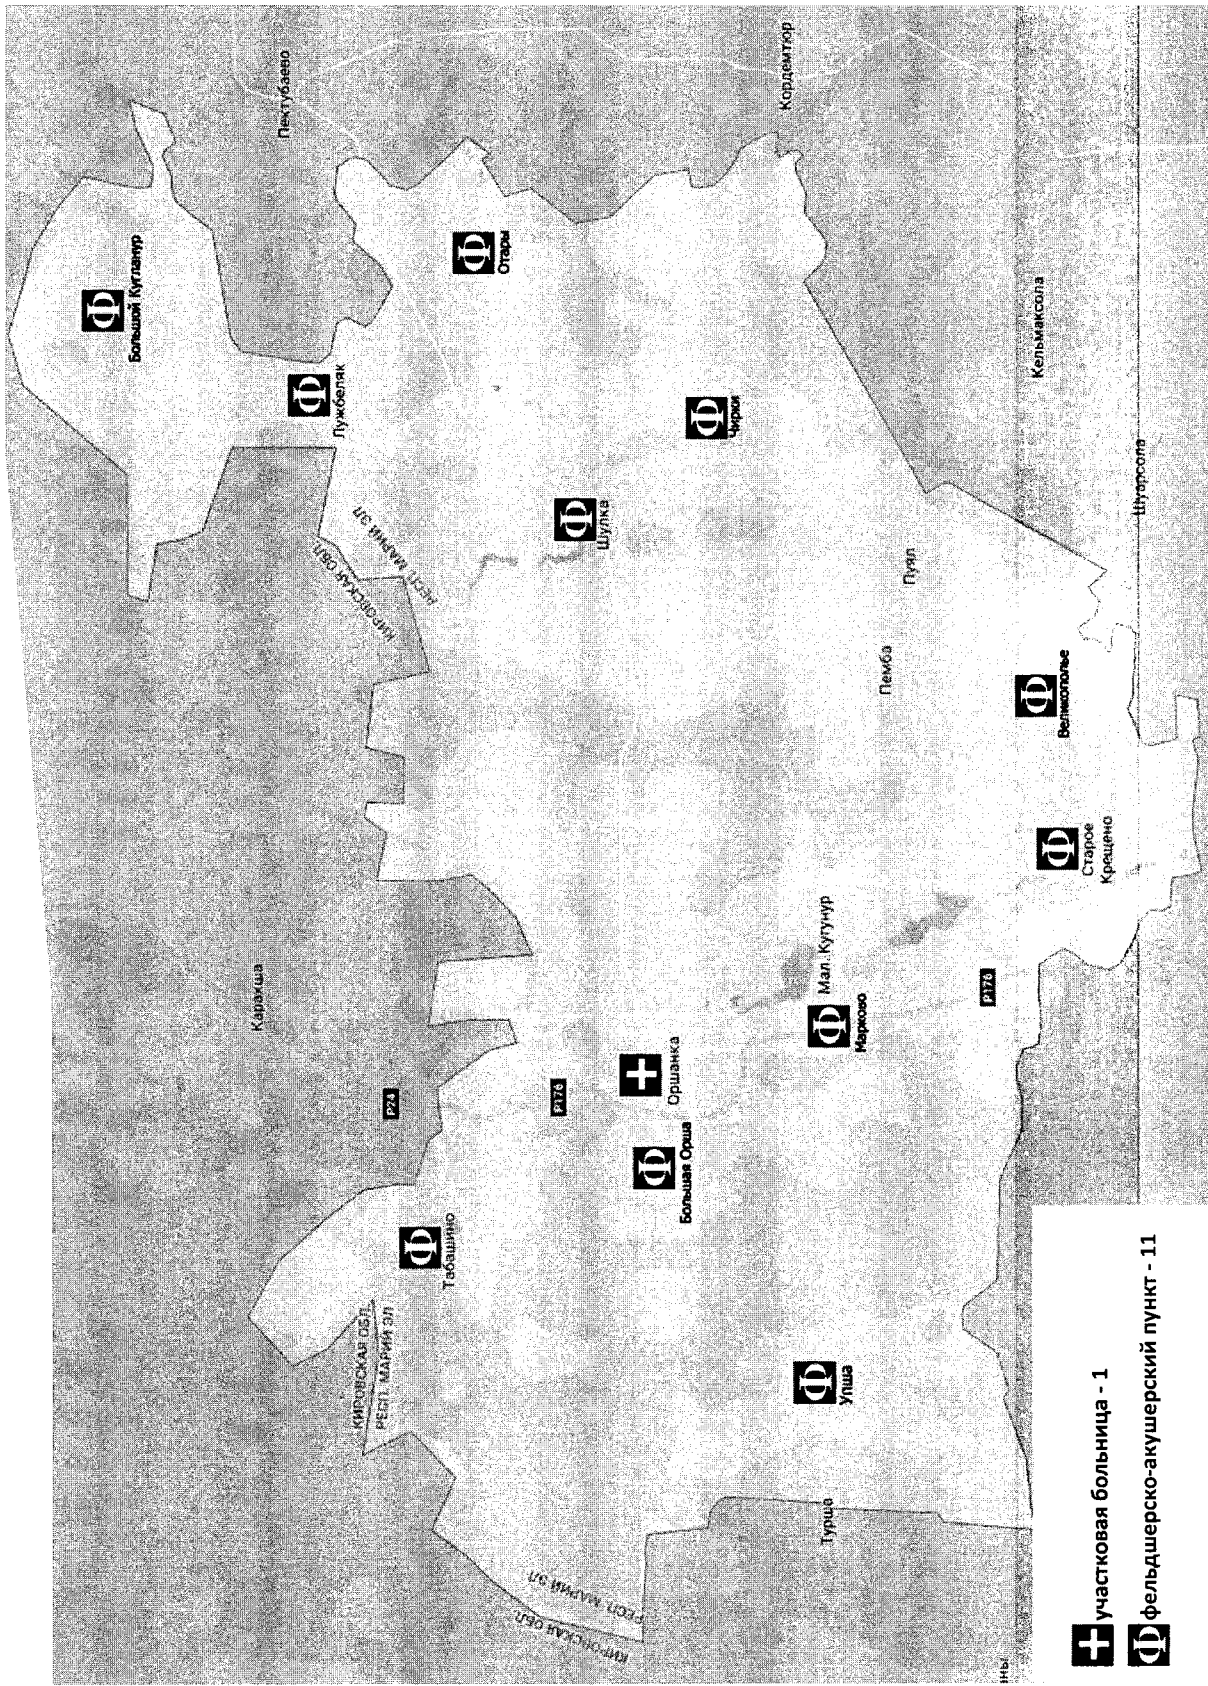 Большой Кугланур
Карахша
Пектубаево
Лужбеляк
КИРОВСКАЯ ОБЛ.
РЕСП. МАРИЙ ЭЛ
КИРОВСКАЯ ОБЛ.
РЕСП. МАРИЙ ЭЛ
Р24
Табашино
Отары
Р176
КИРОВСКАЯ ОБЛ.
РЕСП. МАРИЙ ЭЛ
Шулка
Оршанка
Большая Орша
Чирки
Кордемтюр
Турша
Мал. Кугунур
Упша
Марково
Пемба
Пуял
Р176
Кельмаксола
Великополье
Старое
Крещено
Шуарсола
участковая больница - 1
Ф фельдшерско-акушерский пункт - 11